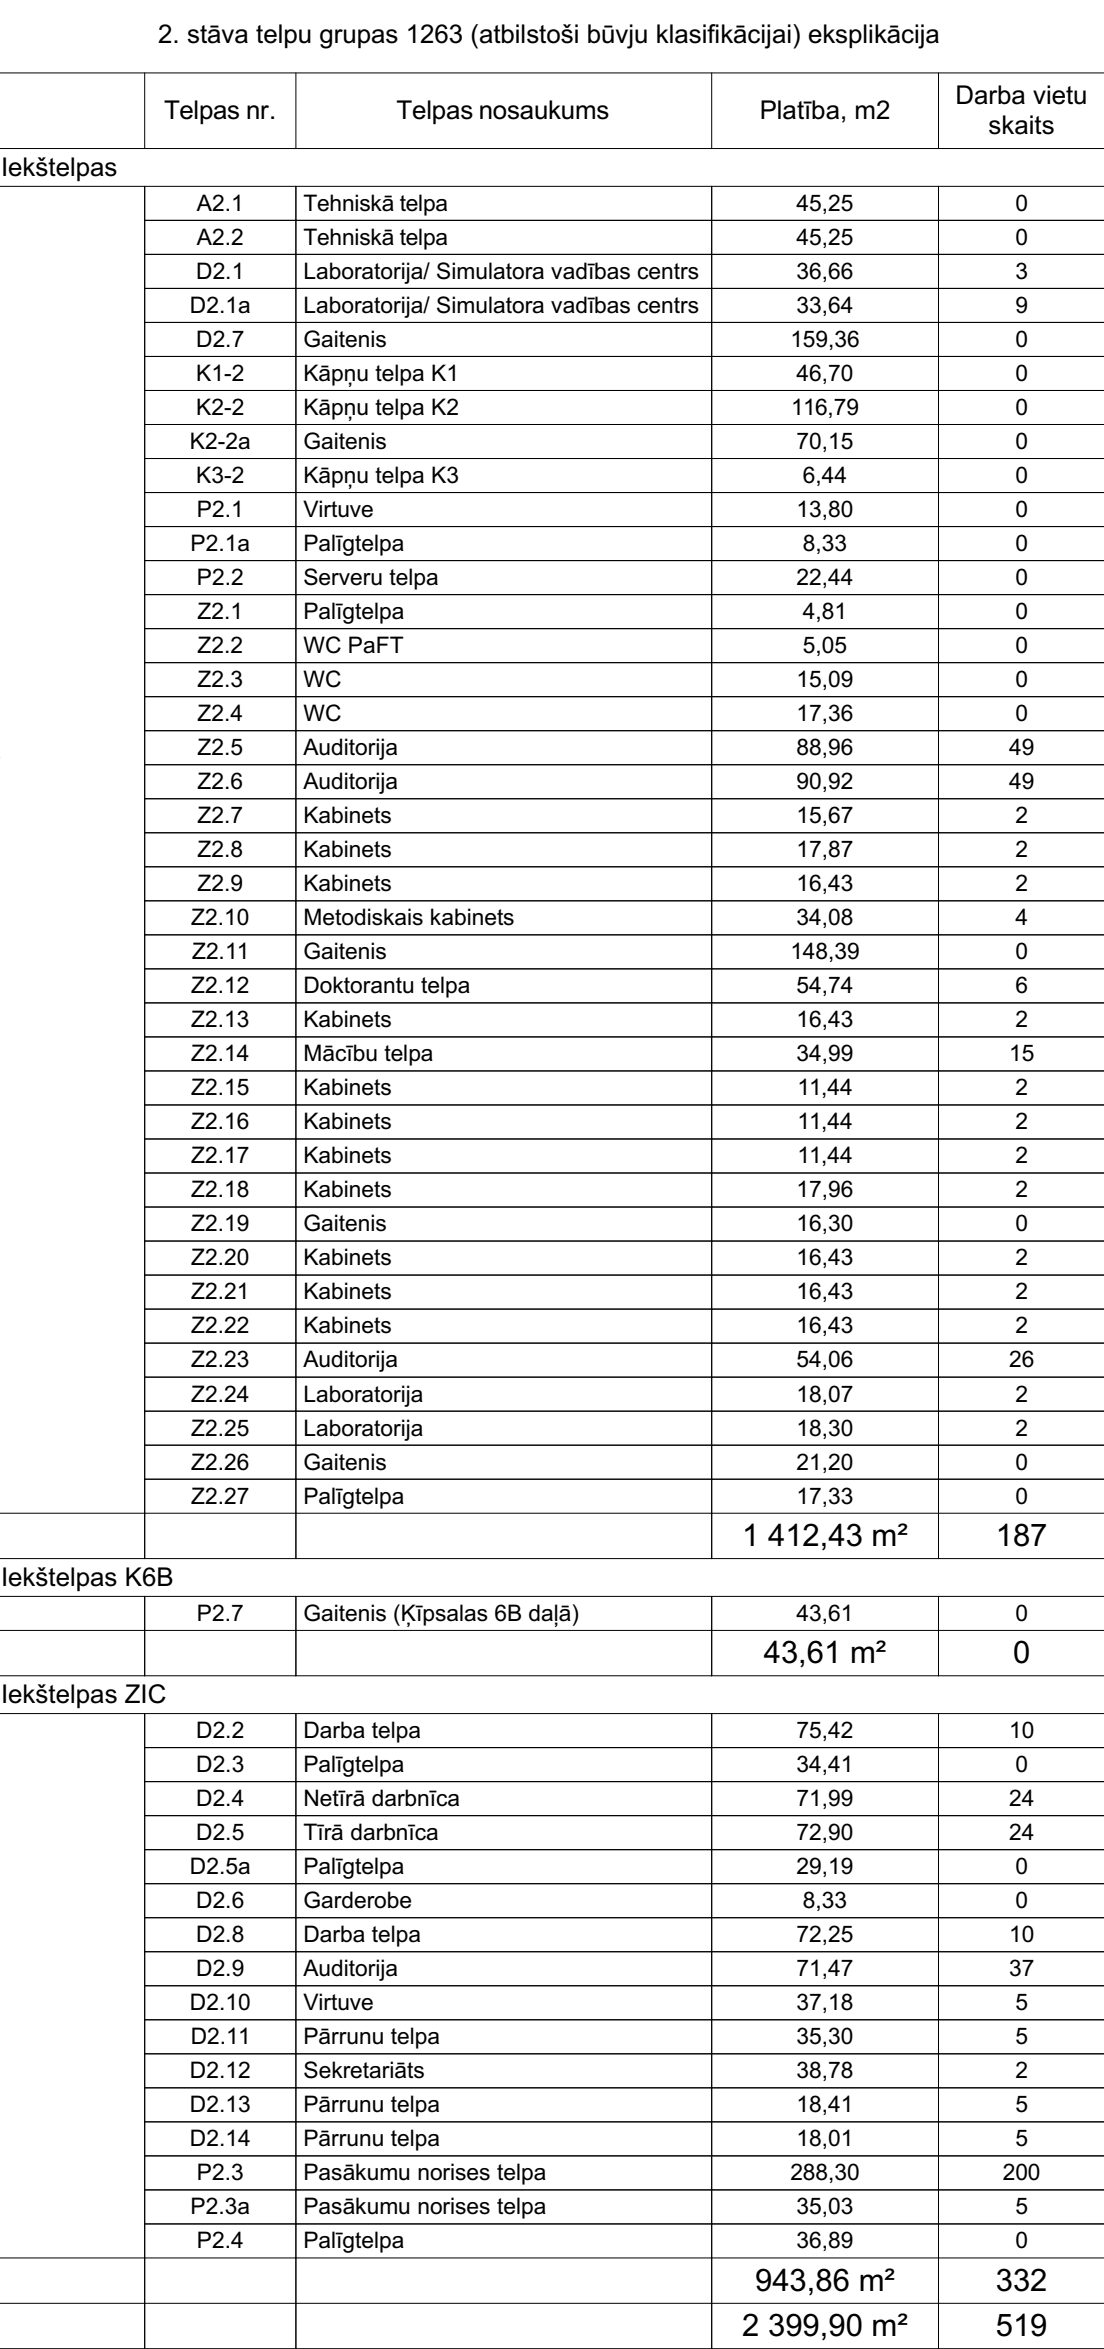 2. stāva telpu grupas 1263 (atbilstoši būvju klasifikācijai) eksplikācija
Telpas nr. Telpas nosaukums Platība, m2 Darba vietu skaits
Iekštelpas
A2.1 Tehniskā telpa 45,25 0
A2.2 Tehniskā telpa 45,25 0
D2.1 Laboratorija/ Simulatora vadības centrs 36,66 3
D2.1a Laboratorija/ Simulatora vadības centrs 33,64 9
D2.7 Gaitenis 159,36 0
K1-2 Kāpņu telpa K1 46,70 0
K2-2 Kāpņu telpa K2 116,79 0
K2-2a Gaitenis 70,15 0
K3-2 Kāpņu telpa K3 6,44 0
P2.1 Virtuve 13,80 0
P2.1a Palīgtelpa 8,33 0
P2.2 Serveru telpa 22,44 0
Z2.1 Palīgtelpa 4,81 0
Z2.2 WC PaFT 5,05 0
Z2.3 WC 15,09 0
Z2.4 WC 17,36 0
Z2.5 Auditorija 88,96 49
Z2.6 Auditorija 90,92 49
Z2.7 Kabinets 15,67 2
Z2.8 Kabinets 17,87 2
Z2.9 Kabinets 16,43 2
Z2.10 Metodiskais kabinets 34,08 4
Z2.11 Gaitenis 148,39 0
Z2.12 Doktorantu telpa 54,74 6
Z2.13 Kabinets 16,43 2
Z2.14 Mācību telpa 34,99 15
Z2.15 Kabinets 11,44 2
Z2.16 Kabinets 11,44 2
Z2.17 Kabinets 11,44 2
Z2.18 Kabinets 17,96 2
Z2.19 Gaitenis 16,30 0
Z2.20 Kabinets 16,43 2
Z2.21 Kabinets 16,43 2
Z2.22 Kabinets 16,43 2
Z2.23 Auditorija 54,06 26
Z2.24 Laboratorija 18,07 2
Z2.25 Laboratorija 18,30 2
Z2.26 Gaitenis 21,20 0
Z2.27 Palīgtelpa 17,33 0
1 412,43 m² 187
Iekštelpas K6B
P2.7 Gaitenis (Ķīpsalas 6B daļā) 43,61 0
43,61 m² 0
Iekštelpas ZIC
D2.2 Darba telpa 75,42 10
D2.3 Palīgtelpa 34,41 0
D2.4 Netīrā darbnīca 71,99 24
D2.5 Tīrā darbnīca 72,90 24
D2.5a Palīgtelpa 29,19 0
D2.6 Garderobe 8,33 0
D2.8 Darba telpa 72,25 10
D2.9 Auditorija 71,47 37
D2.10 Virtuve 37,18 5
D2.11 Pārrunu telpa 35,30 5
D2.12 Sekretariāts 38,78 2
D2.13 Pārrunu telpa 18,41 5
D2.14 Pārrunu telpa 18,01 5
P2.3 Pasākumu norises telpa 288,30 200
P2.3a Pasākumu norises telpa 35,03 5
P2.4 Palīgtelpa 36,89 0
943,86 m² 332
2 399,90 m² 519